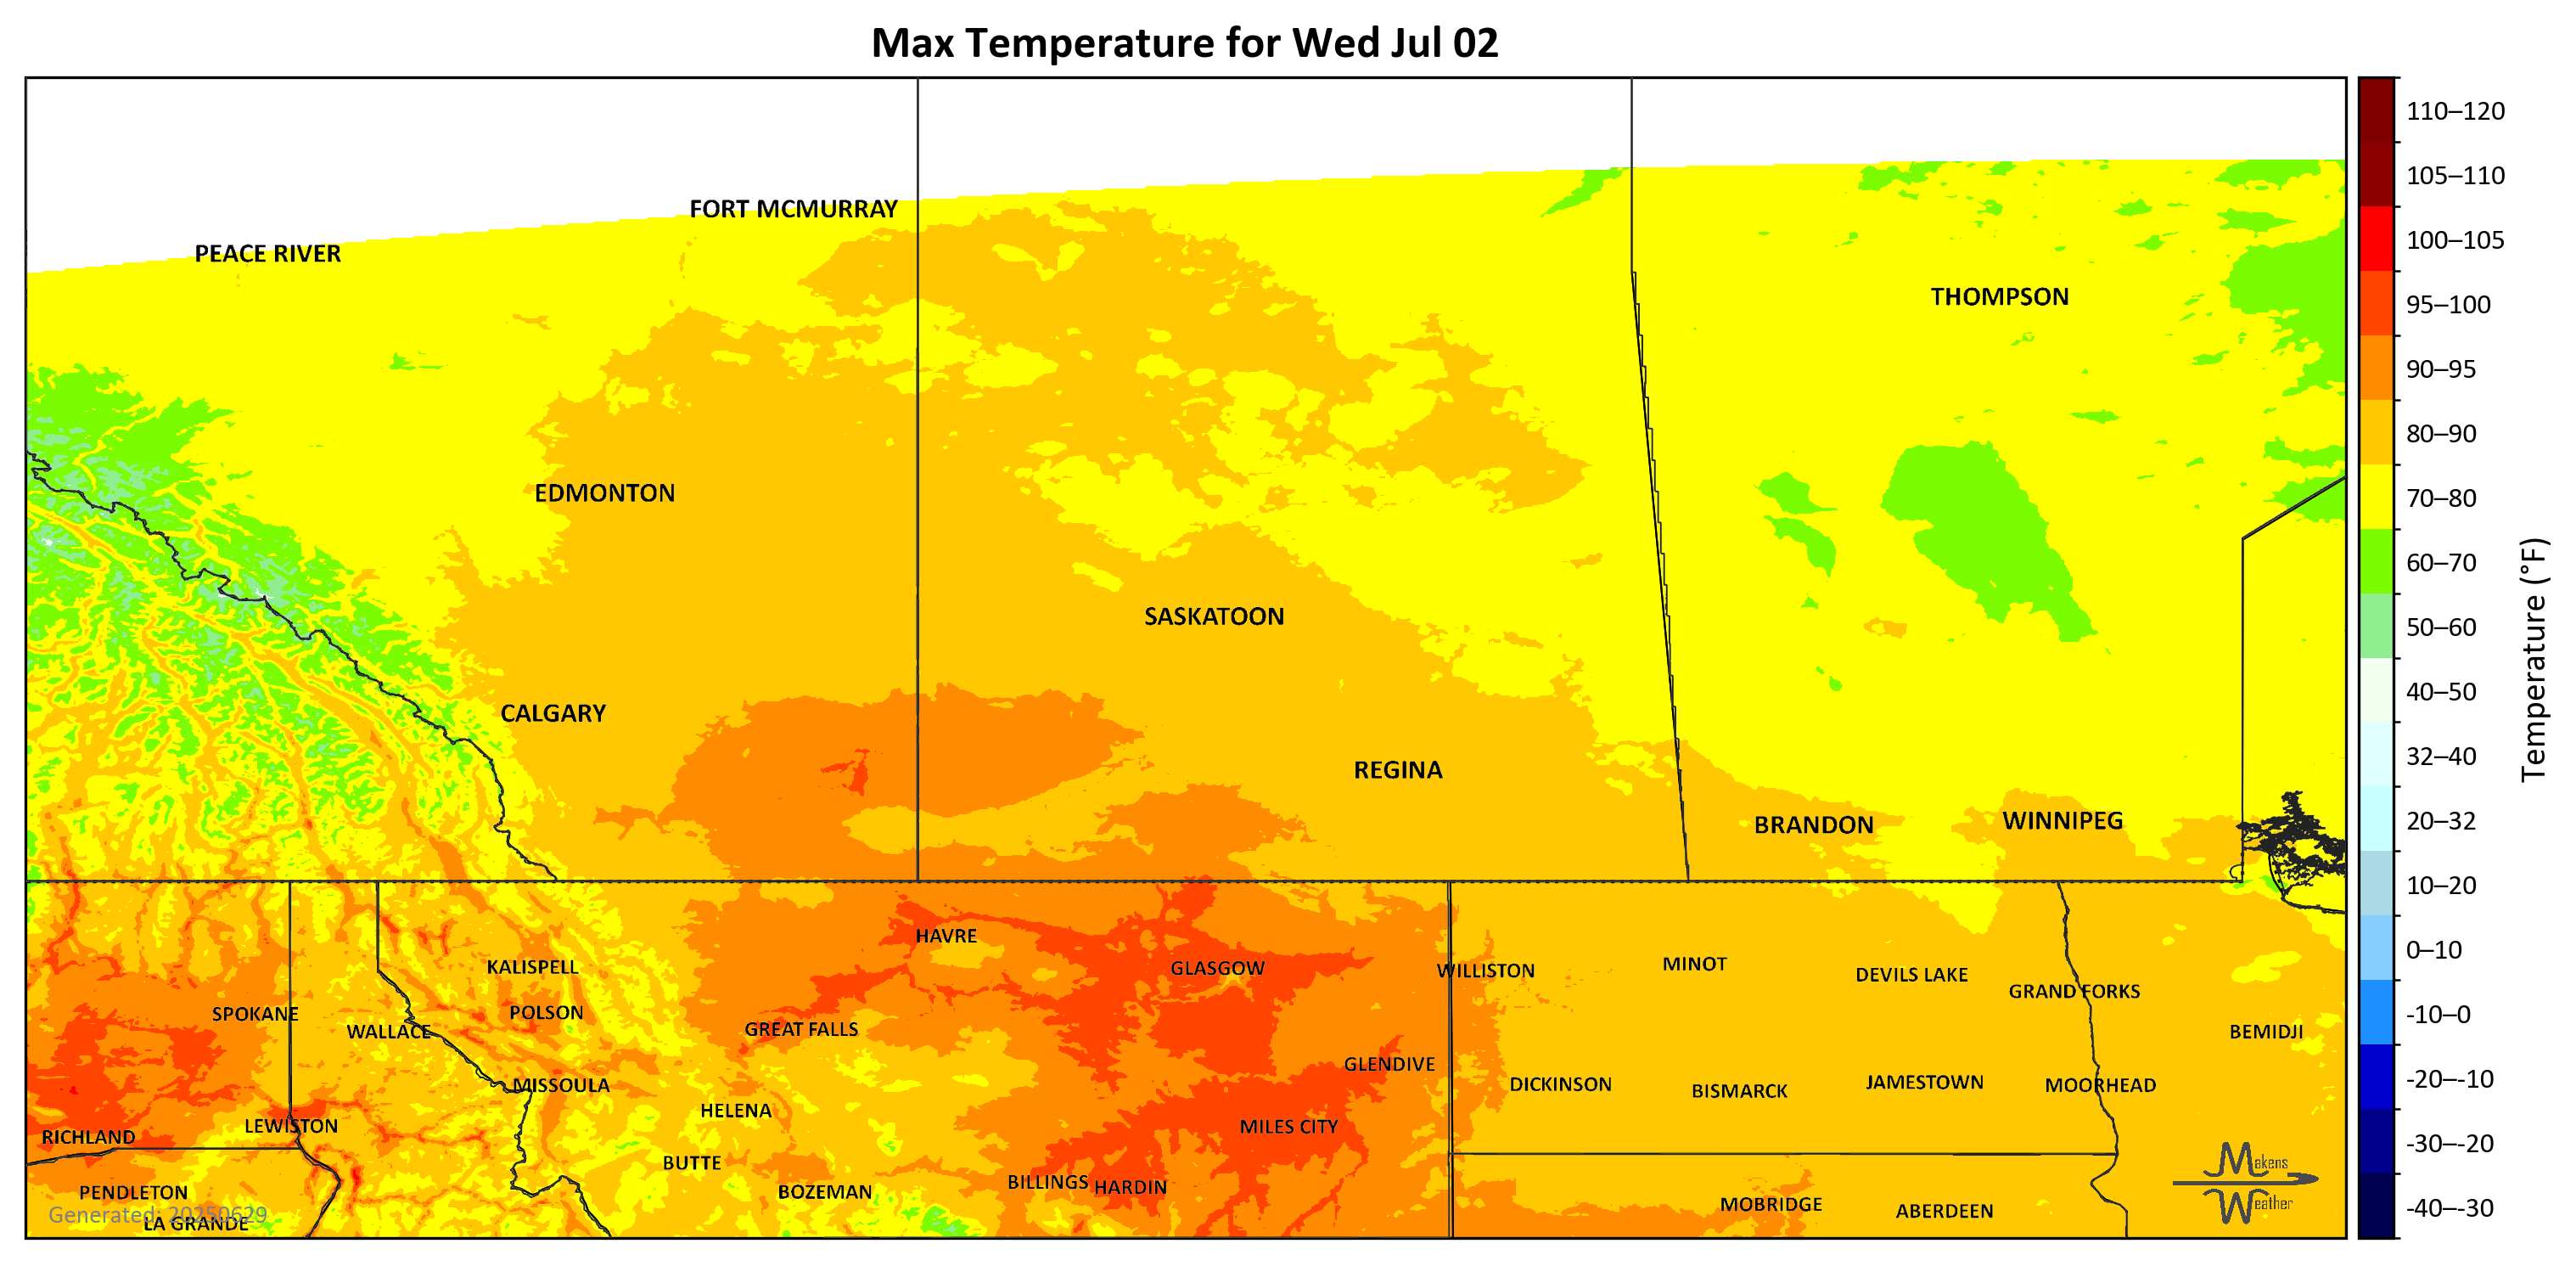 Max Temperature for Wed Jul 02
110–120
105–110
FORT MCMURRAY
100–105
PEACE RIVER
THOMPSON
95–100
90–95
80–90
EDMONTON
70–80
60–70
SASKATOON
50–60
Temperature (°F)
40–50
CALGARY
32–40
REGINA
BRANDON
WINNIPEG
20–32
10–20
HAVRE
0–10
KALISPELL
GLASGOW
WILLISTON
MINOT
DEVILS LAKE
GRAND FORKS
SPOKANE
POLSON
-10–0
WALLACE
GREAT FALLS
BEMIDJI
GLENDIVE
-20–-10
MISSOULA
DICKINSON
BISMARCK
JAMESTOWN
MOORHEAD
HELENA
LEWISTON
MILES CITY
RICHLAND
-30–-20
BUTTE
Makens
PENDLETON
BOZEMAN
BILLINGS
HARDIN
Weather
MOBRIDGE
ABERDEEN
-40–-30
Generated: 20250629
LA GRANDE